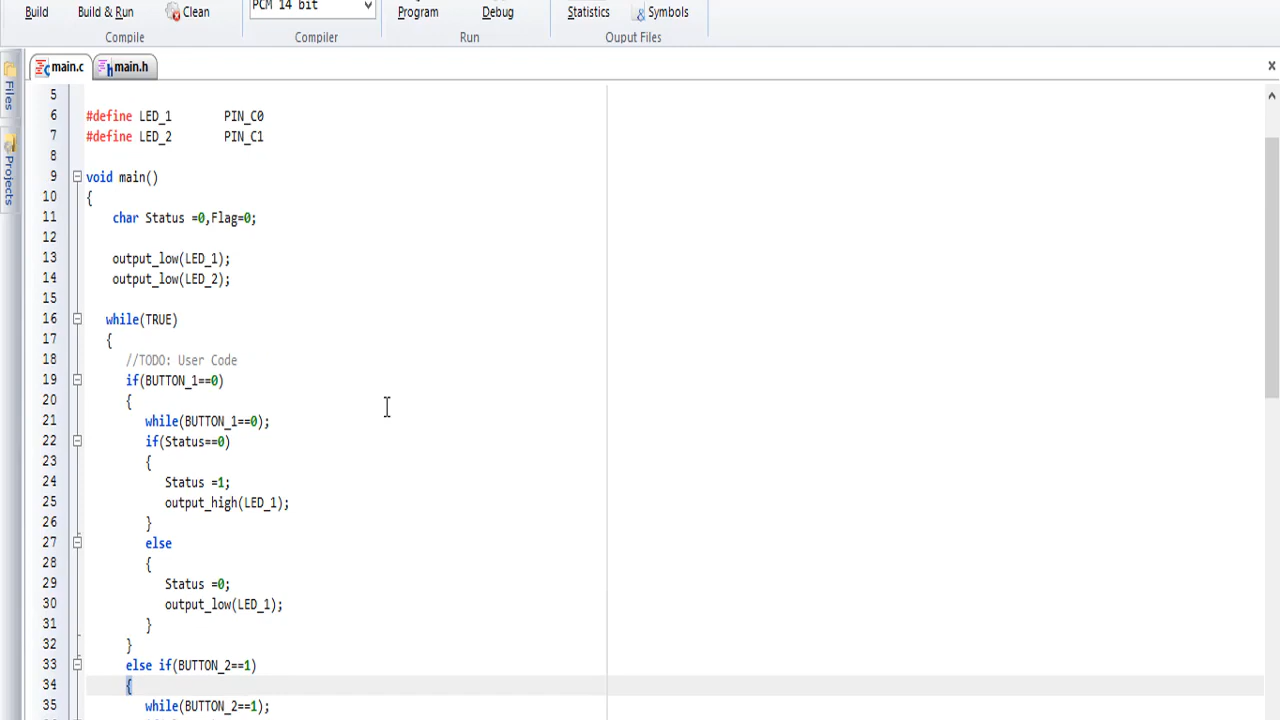 Build Build & Run Clean PCM 14 bit Program Debug Statistics Symbols
Compile Compiler Run Ouput Files
main.c main.h ×
Files
Projects
5
6 #define LED_1 PIN_C0
7 #define LED_2 PIN_C1
8
9 void main()
10 {
11 char Status =0,Flag=0;
12
13 output_low(LED_1);
14 output_low(LED_2);
15
16 while(TRUE)
17 {
18 //TODO: User Code
19 if(BUTTON_1==0)
20 {
21 while(BUTTON_1==0);
22 if(Status==0)
23 {
24 Status =1;
25 output_high(LED_1);
26 }
27 else
28 {
29 Status =0;
30 output_low(LED_1);
31 }
32 }
33 else if(BUTTON_2==1)
34 {
35 while(BUTTON_2==1);